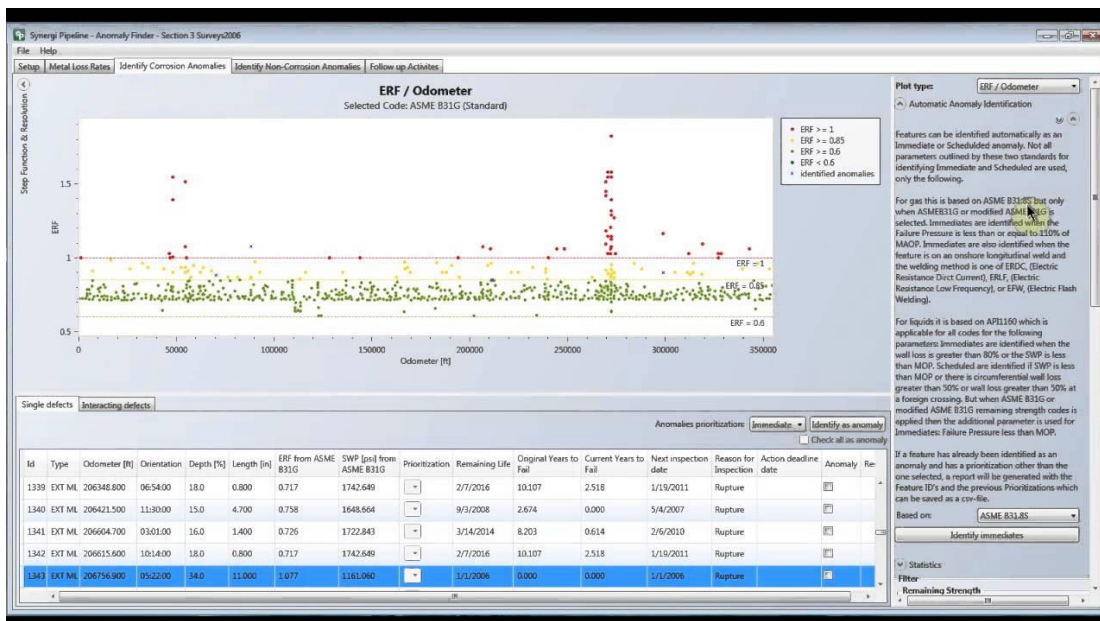 Synergi Pipeline - Anomaly Finder - Section 3 Surveys2006
File Help
Setup Metal Loss Rates Identify Corrosion Anomalies Identify Non-Corrosion Anomalies Follow up Activites
Step Function & Resolution
ERF / Odometer
Selected Code: ASME B31G (Standard)
ERF
1.5
1
0.5
ERF = 1
ERF = 0.85
ERF = 0.6
0 50000 100000 150000 200000 250000 300000 350000
Odometer [ft]
ERF >= 1
ERF >= 0.85
ERF >= 0.6
ERF < 0.6
identified anomalies
Plot type: ERF / Odometer
Automatic Anomaly Identification
Features can be identified automatically as an
Immediate or Schedulded anomaly. Not all
parameters outlined by these two standards for
identifying Immediate and Scheduled are used,
only the following.
For gas this is based on ASME B31.8S but only
when ASMEB31G or modified ASME B31G is
selected. Immediates are identified when the
Failure Pressure is less than or equal to 110% of
MAOP. Immediates are also identified when the
feature is on an onshore longitudinal weld and
the welding method is one of ERDC, (Electric
Resistance Dirct Current), ERLF, (Electric
Resistance Low Frequency), or EFW, (Electric Flash
Welding).
For liquids it is based on API1160 which is
applicable for all codes for the following
parameters: Immediates are identified when the
wall loss is greater than 80% or the SWP is less
than MOP. Scheduled are identified if SWP is less
than MOP or there is circumferential wall loss
greater than 50% or wall loss greater than 50% at
a foreign crossing. But when ASME B31G or
modified ASME B31G remaining strength codes is
applied then the additional parameter is used for
Immediates: Failure Pressure less than MOP.
If a feature has already been identified as an
anomaly and has a prioritization other than the
one selected, a report will be generated with the
Feature ID's and the previous Prioritizations which
can be saved as a csv-file.
Based on: ASME B31.8S
Identify immediates
Statistics
Filter
Remaining Strength
Single defects Interacting defects
Anomalies prioritization: Immediate Identify as anomaly
Check all as anomaly
Id Type Odometer [ft] Orientation Depth [%] Length [in] ERF from ASME B31G SWP [psi] from ASME B31G Prioritization Remaining Life Original Years to Fail Current Years to Fail Next inspection date Reason for Inspection Action deadline date Anomaly Re
1339 EXT ML 206348.800 06:54:00 18.0 0.800 0.717 1742.649 2/7/2016 10.107 2.518 1/19/2011 Rupture
1340 EXT ML 206421.500 11:30:00 15.0 4.700 0.758 1648.664 9/3/2008 2.674 0.000 5/4/2007 Rupture
1341 EXT ML 206604.700 03:01:00 16.0 1.400 0.726 1722.843 3/14/2014 8.203 0.614 2/6/2010 Rupture
1342 EXT ML 206615.600 10:14:00 18.0 0.800 0.717 1742.649 2/7/2016 10.107 2.518 1/19/2011 Rupture
1343 EXT ML 206756.900 05:22:00 34.0 11.000 1.077 1161.060 1/1/2006 0.000 0.000 1/1/2006 Rupture